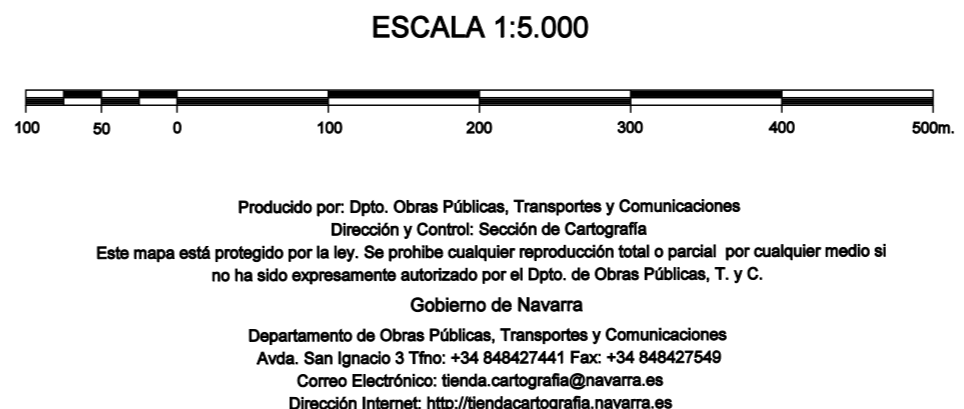 ESCALA 1:5.000
100 50 0 100 200 300 400 500m.
Producido por: Dpto. Obras Públicas, Transportes y Comunicaciones
Dirección y Control: Sección de Cartografía
Este mapa está protegido por la ley. Se prohibe cualquier reproducción total o parcial por cualquier medio si
no ha sido expresamente autorizado por el Dpto. de Obras Públicas, T. y C.
Gobierno de Navarra
Departamento de Obras Públicas, Transportes y Comunicaciones
Avda. San Ignacio 3 Tfno: +34 848427441 Fax: +34 848427549
Correo Electrónico: tienda.cartografia@navarra.es
Dirección Internet: http://tiendacartografia.navarra.es